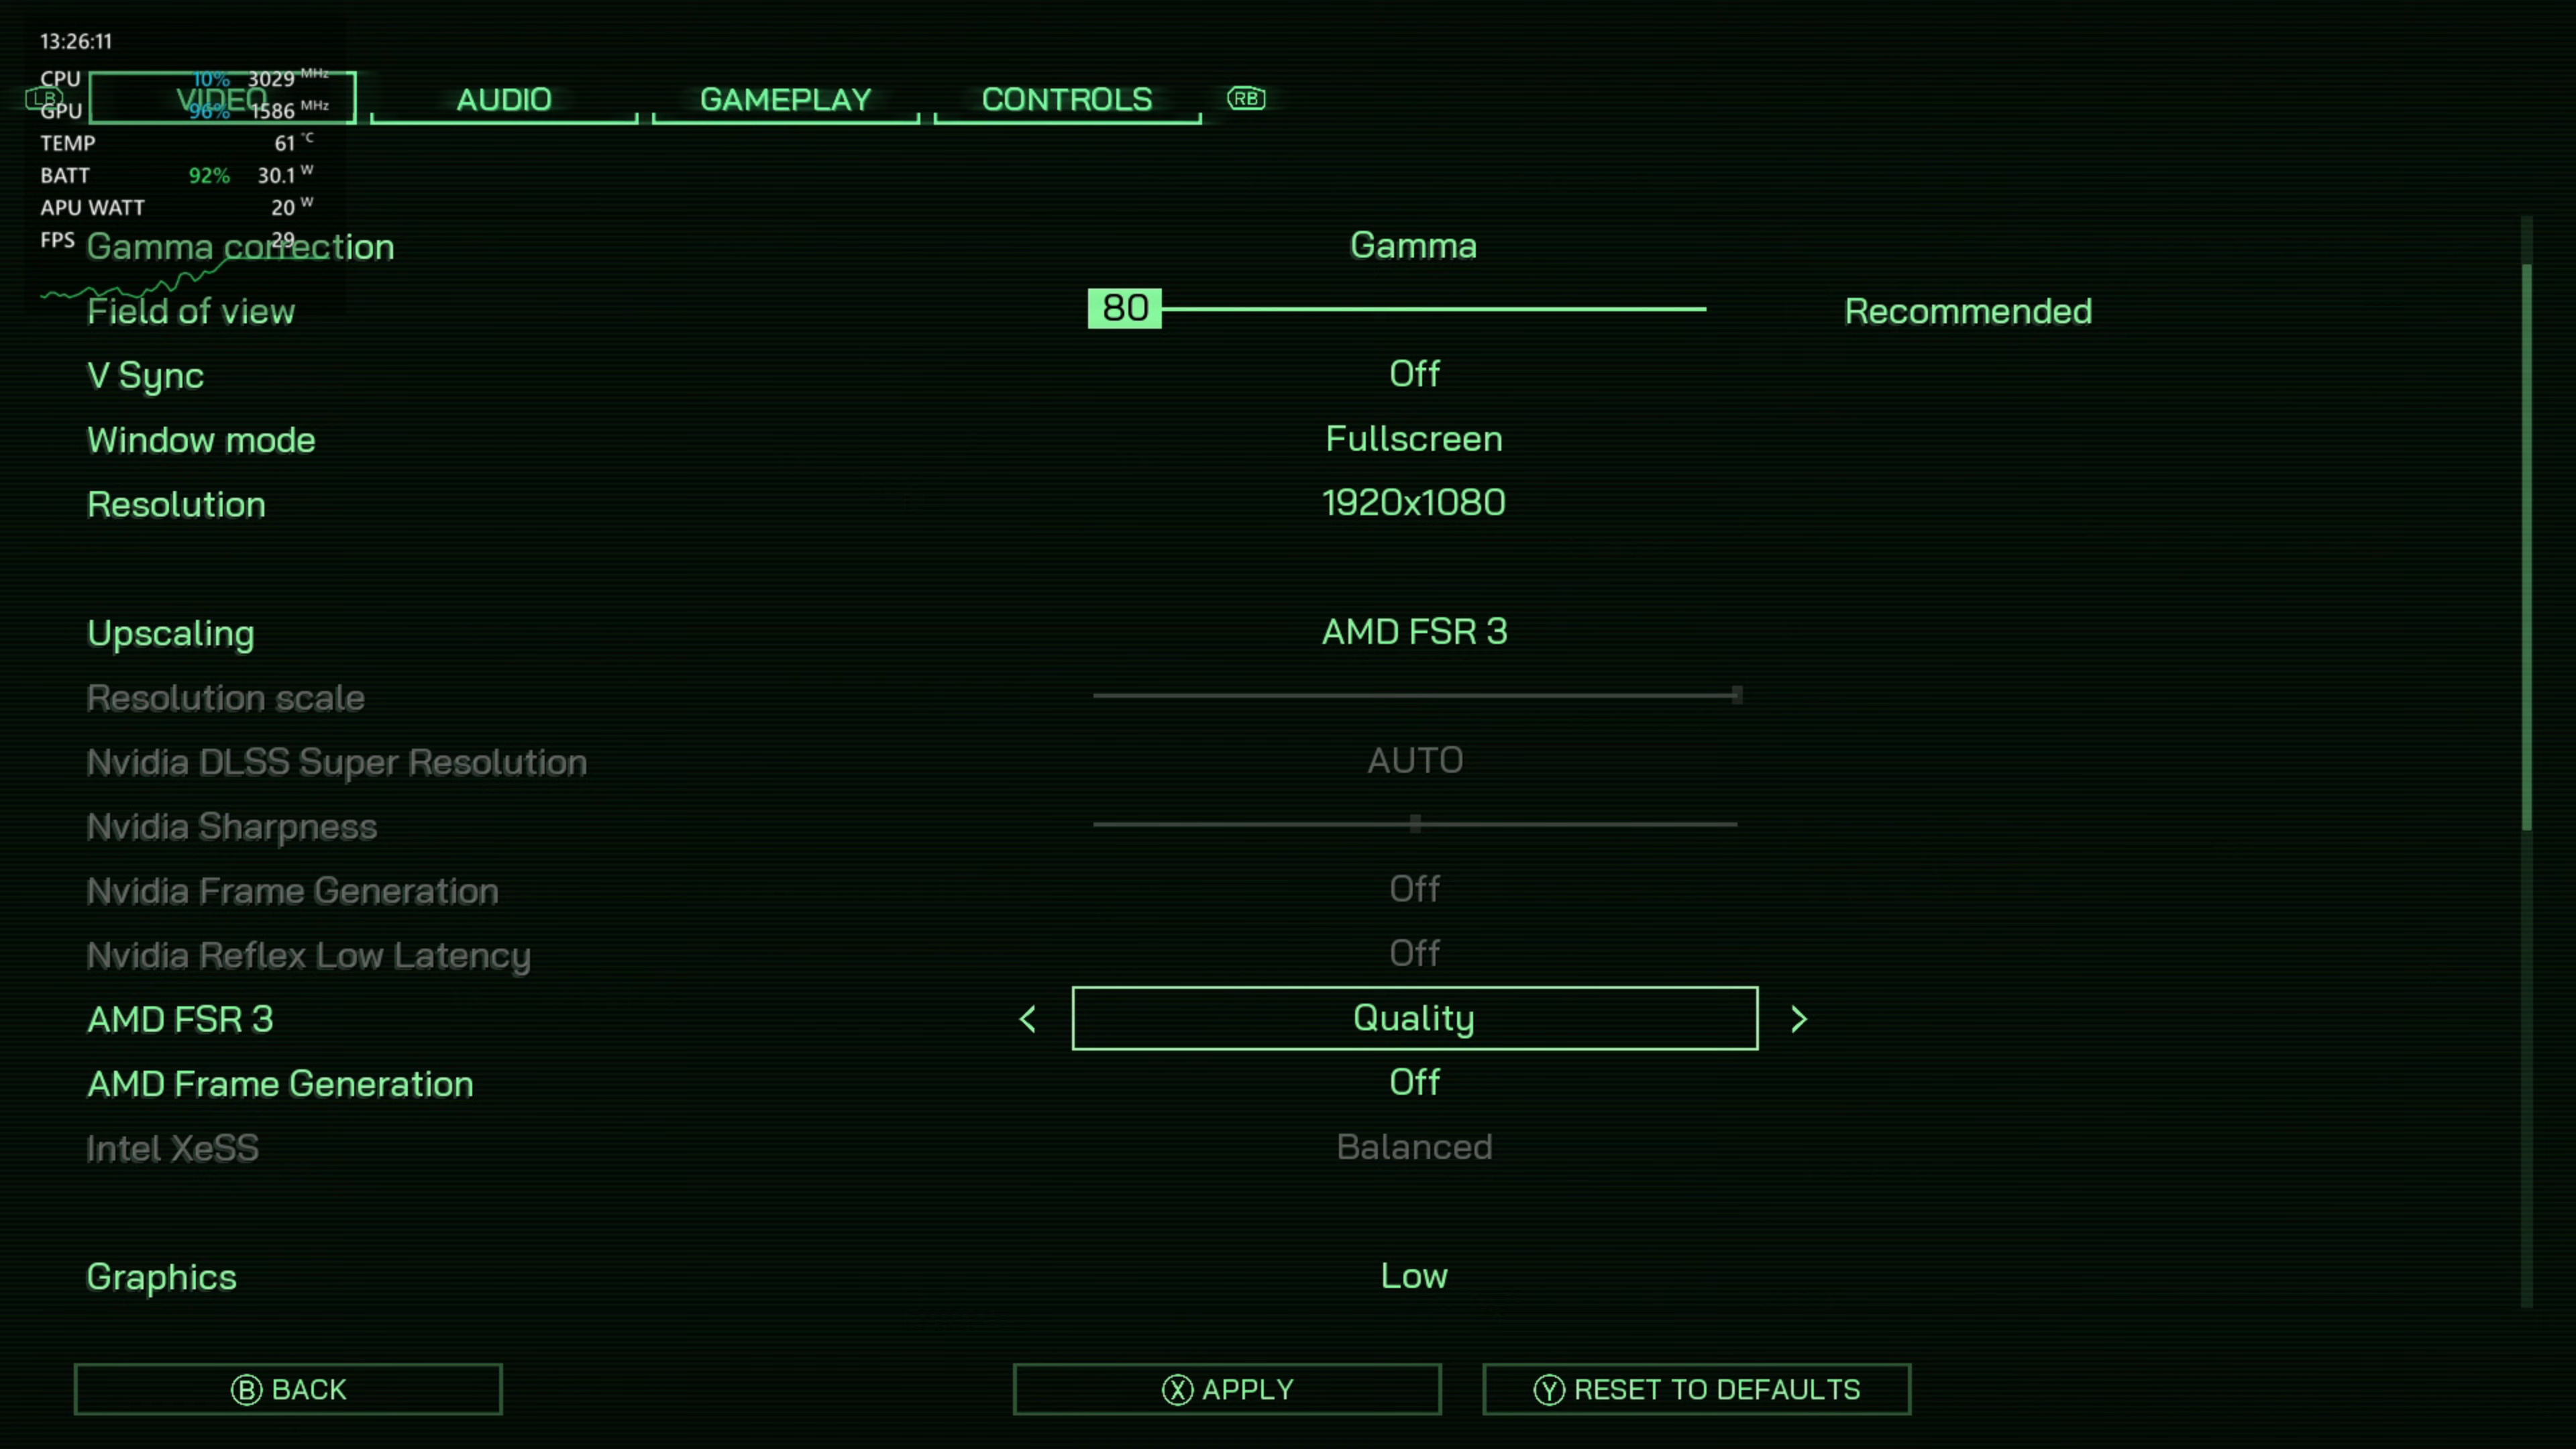 13:26:11
CPU 10% 3029 MHz
GPU 96% 1586 MHz
TEMP 61 °C
BATT 92% 30.1 W
APU WATT 20 W
FPS 29
LB VIDEO AUDIO GAMEPLAY CONTROLS RB
Gamma correction Gamma
Field of view 80 Recommended
V Sync Off
Window mode Fullscreen
Resolution 1920x1080
Upscaling AMD FSR 3
Resolution scale
Nvidia DLSS Super Resolution AUTO
Nvidia Sharpness
Nvidia Frame Generation Off
Nvidia Reflex Low Latency Off
AMD FSR 3 < Quality >
AMD Frame Generation Off
Intel XeSS Balanced
Graphics Low
B BACK X APPLY Y RESET TO DEFAULTS